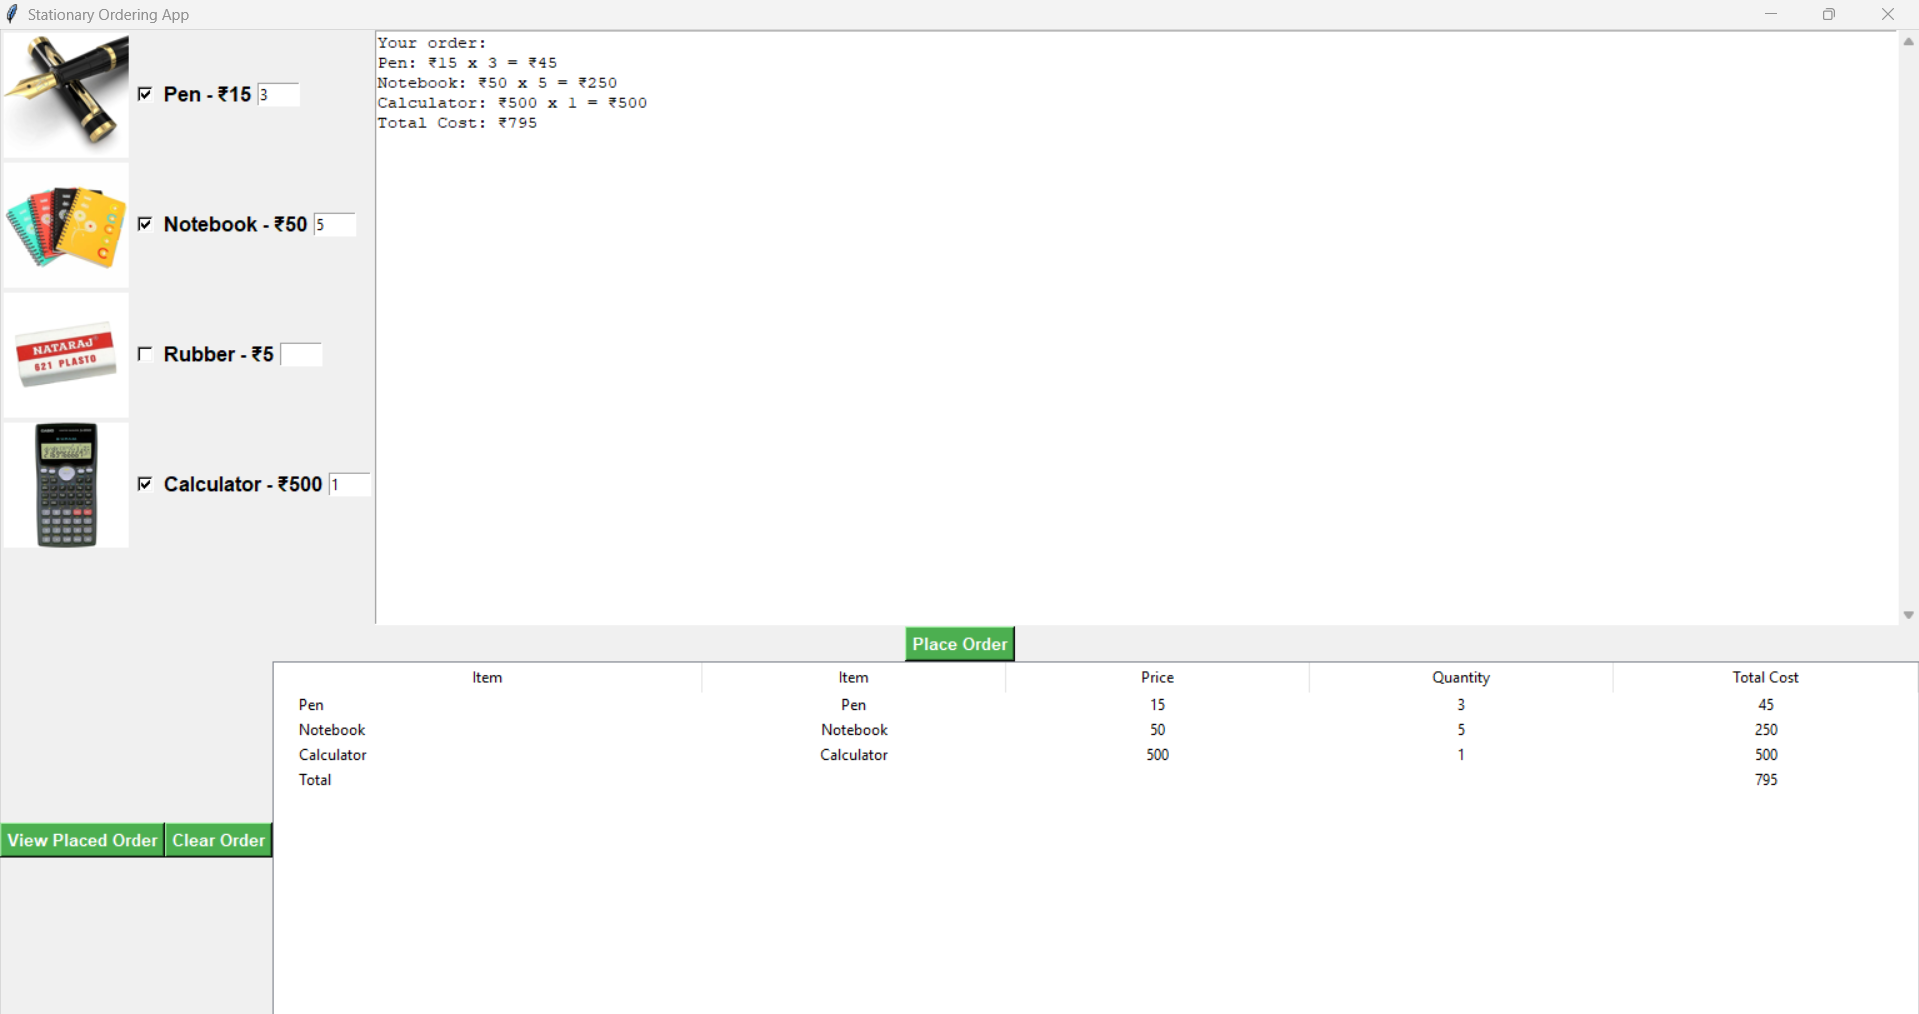 Stationary Ordering App
Pen - ₹15 3
Notebook - ₹50 5
NATARAJ
621 PLASTO
Rubber - ₹5
Calculator - ₹500 1
Your order:
Pen: ₹15 x 3 = ₹45
Notebook: ₹50 x 5 = ₹250
Calculator: ₹500 x 1 = ₹500
Total Cost: ₹795
Place Order
Item Item Price Quantity Total Cost
Pen Pen 15 3 45
Notebook Notebook 50 5 250
Calculator Calculator 500 1 500
Total 795
View Placed Order Clear Order